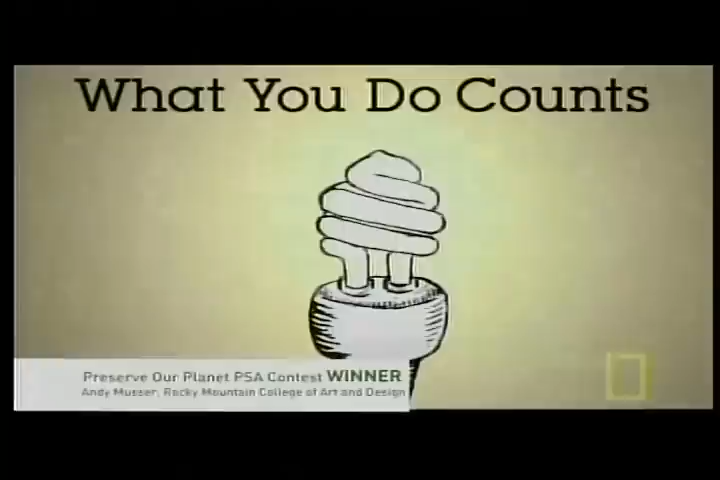 What You Do Counts
Preserve Our Planet PSA Contest WINNER
Andy Musser, Rocky Mountain College of Art and Design